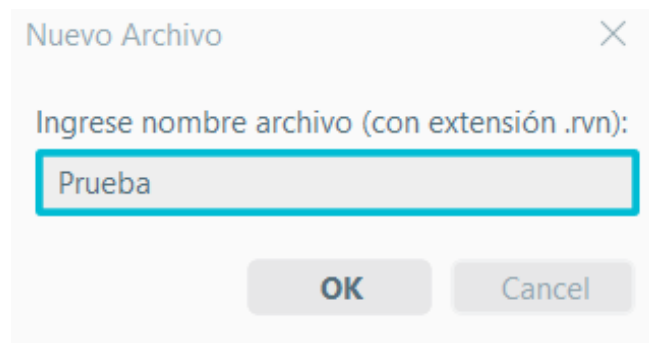 Nuevo Archivo
Ingrese nombre archivo (con extensión .rvn):
Prueba
OK
Cancel